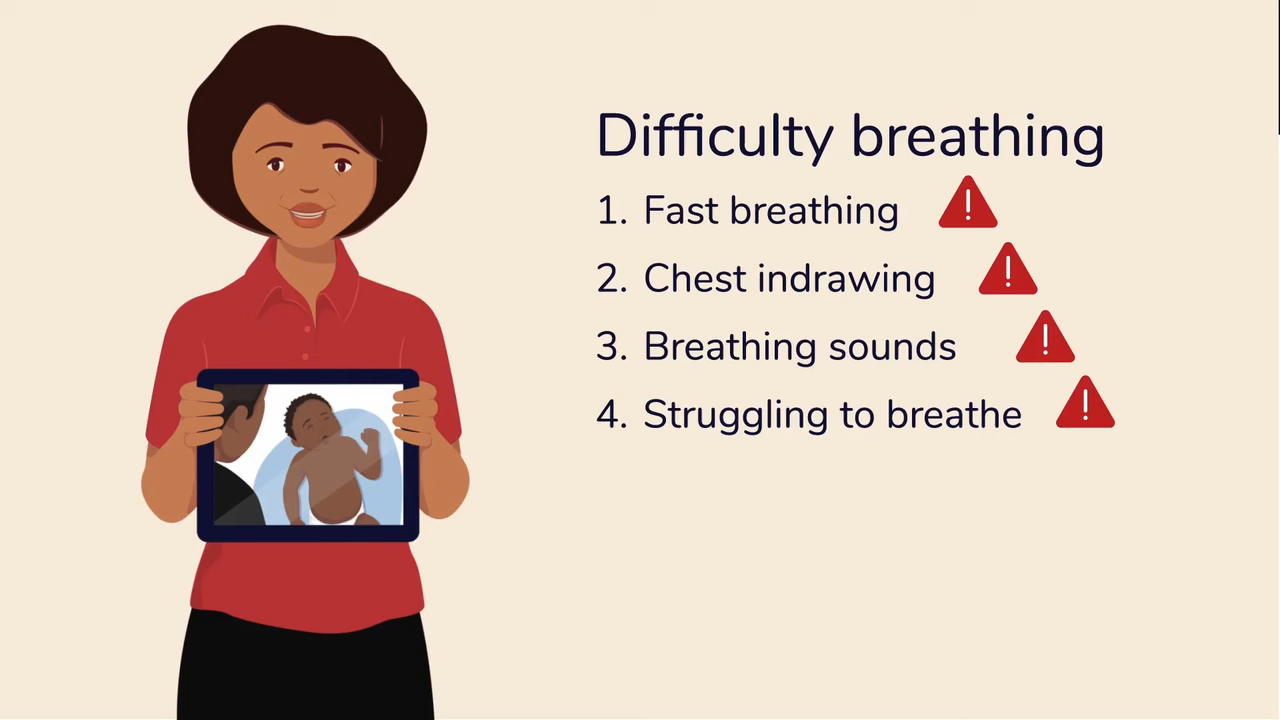 Difficulty breathing
1. Fast breathing
2. Chest indrawing
3. Breathing sounds
4. Struggling to breathe